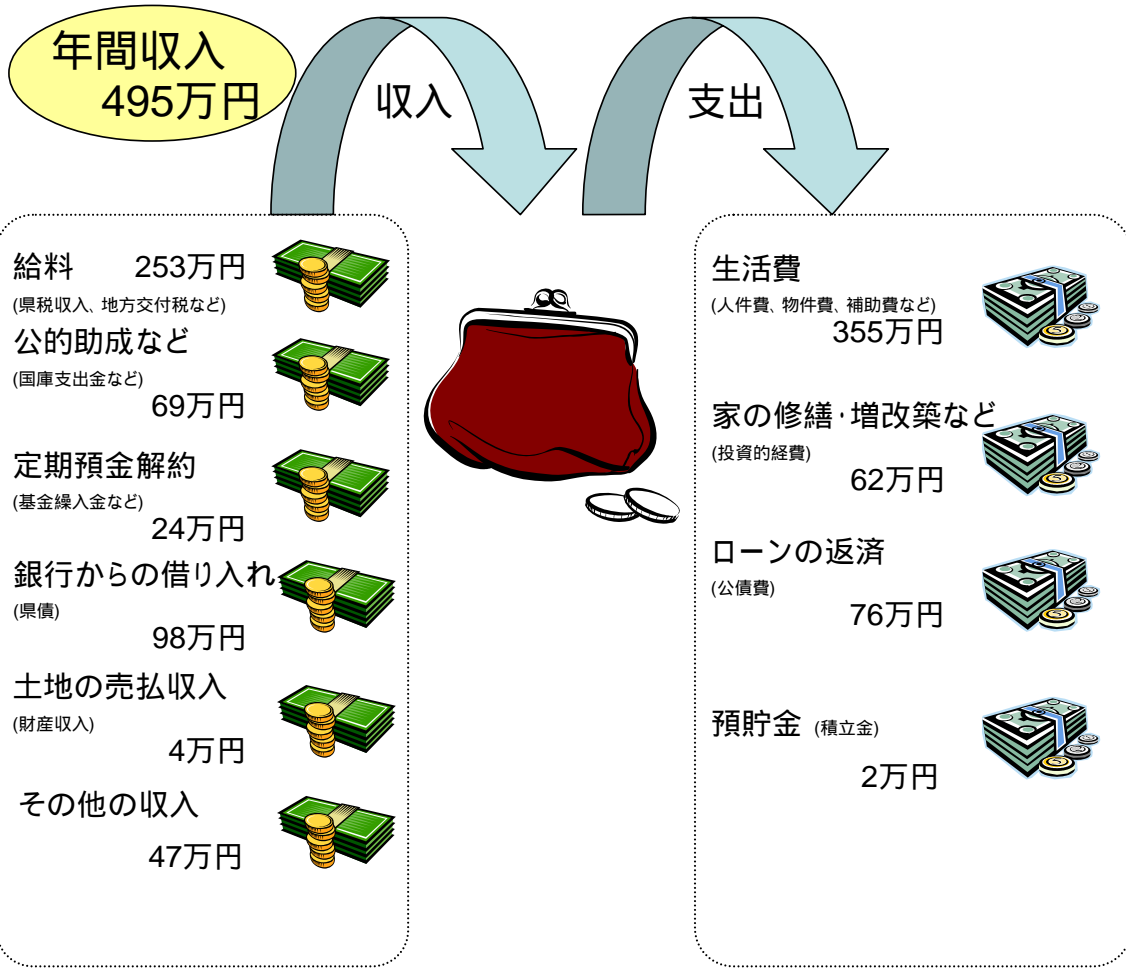 年間収入
495万円
収入
支出
給料 253万円
(県税収入、地方交付税など)
公的助成など
(国庫支出金など)
69万円
定期預金解約
(基金繰入金など)
24万円
銀行からの借り入れ
(県債)
98万円
土地の売払収入
(財産収入)
4万円
その他の収入
47万円
生活費
(人件費、物件費、補助費など)
355万円
家の修繕・増改築など
(投資的経費)
62万円
ローンの返済
(公債費)
76万円
預貯金 (積立金)
2万円